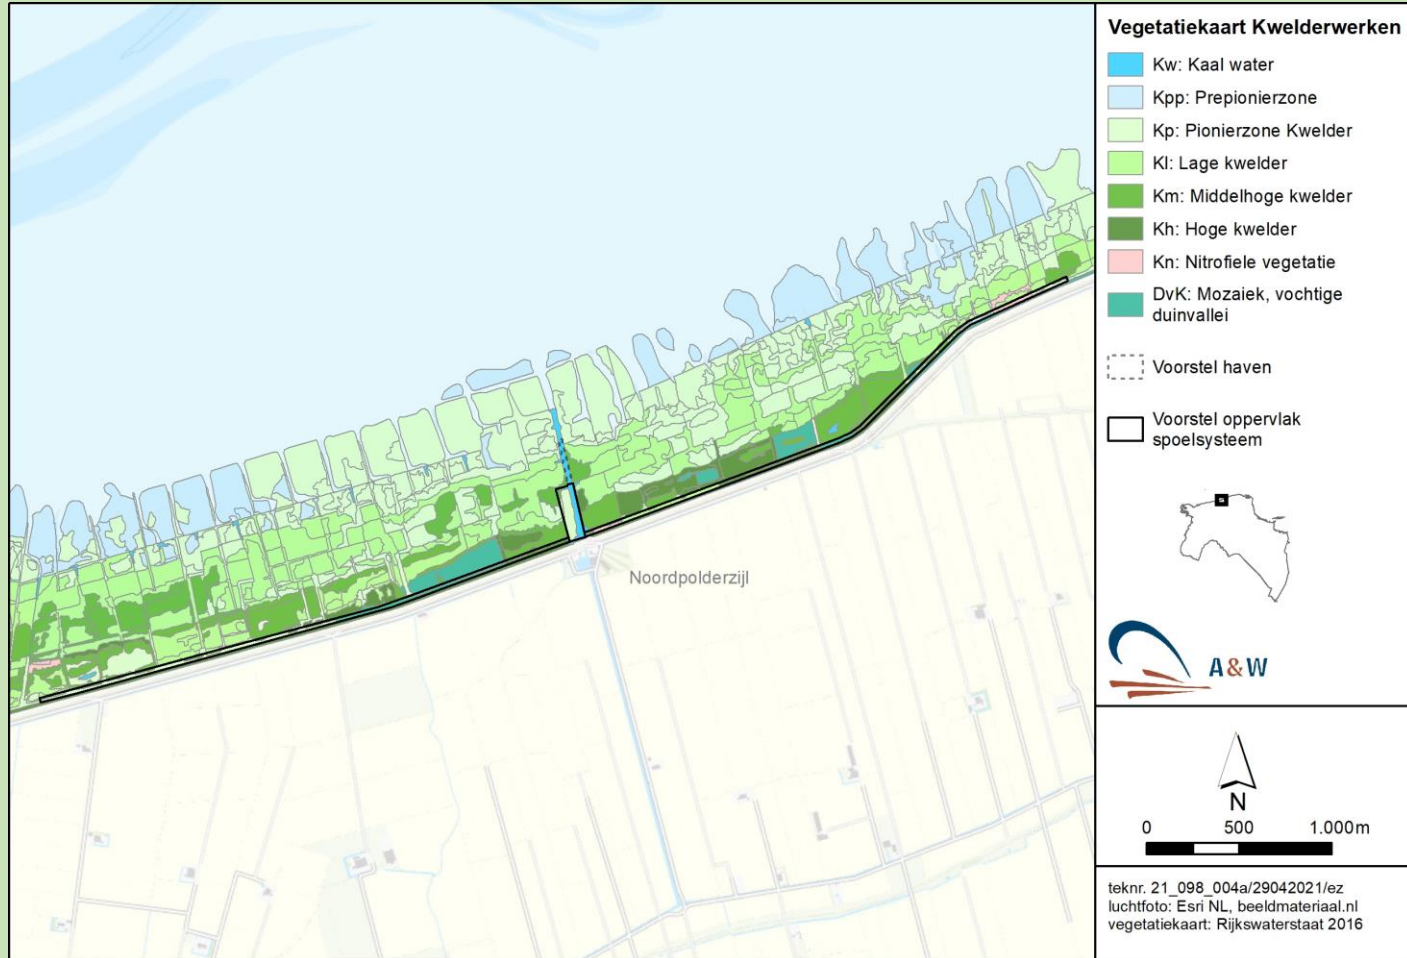 Vegetatiekaart Kwelderwerken
Kw: Kaal water
Kpp: Prepionierzone
Kp: Pionierzone Kwelder
Kl: Lage kwelder
Km: Middelhoge kwelder
Kh: Hoge kwelder
Kn: Nitrofiele vegetatie
DvK: Mozaiek, vochtige
duinvallei
Voorstel haven
Voorstel oppervlak
spoelsysteem
A&W
Noordpolderzijl
N
0 500 1.000m
teknr. 21_098_004a/29042021/ez
luchtfoto: Esri NL, beeldmateriaal.nl
vegetatiekaart: Rijkswaterstaat 2016